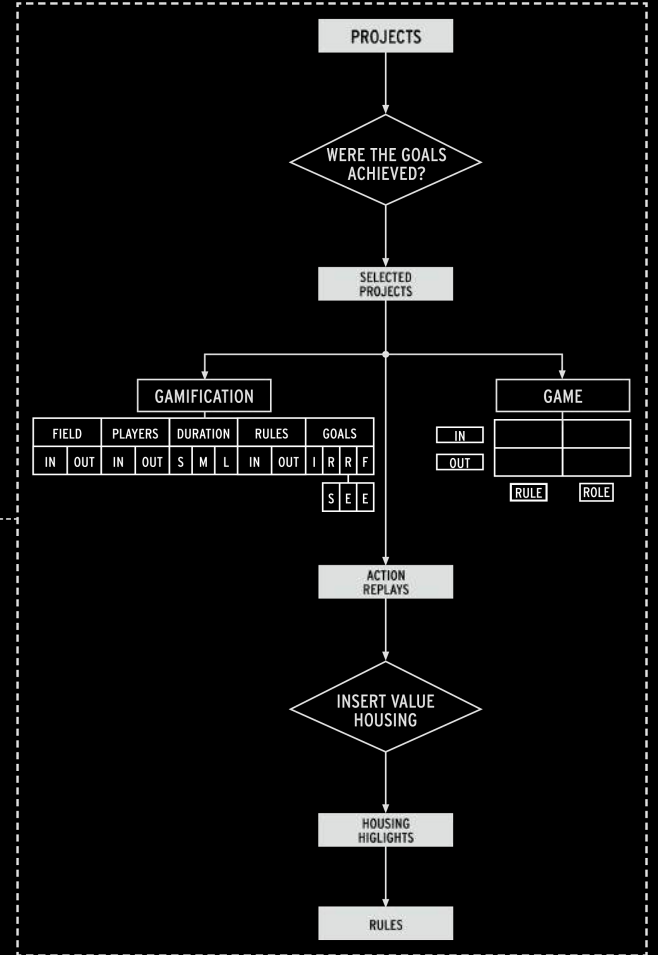 PROJECTS
WERE THE GOALS
ACHIEVED?
SELECTED
PROJECTS
GAMIFICATION
FIELD PLAYERS DURATION RULES GOALS
IN OUT IN OUT S M L IN OUT I R R F
S E E
GAME
IN
OUT
RULE ROLE
ACTION
REPLAYS
INSERT VALUE
HOUSING
HOUSING
HIGLIGHTS
RULES